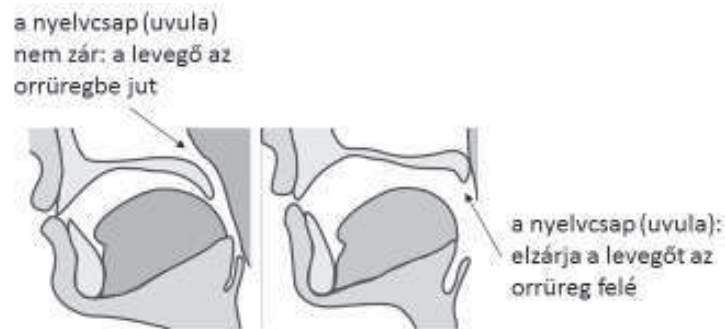 a nyelvcsap (uvula)
nem zár: a levegő az
orrüregbe jut
a nyelvcsap (uvula):
elzárja a levegőt az
orrüreg felé